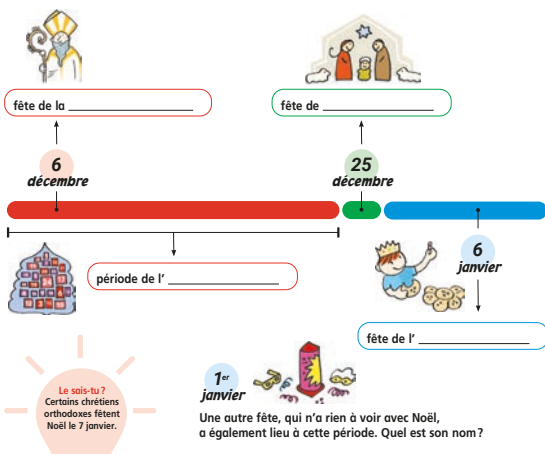 fête de la ____________________
fête de ____________________
6
décembre
25
décembre
période de l' ____________________
6
janvier
fête de l' ____________________
Le sais-tu ?
Certains chrétiens
orthodoxes fêtent
Noël le 7 janvier.
1er
janvier
Une autre fête, qui n'a rien à voir avec Noël,
a également lieu à cette période. Quel est son nom ?